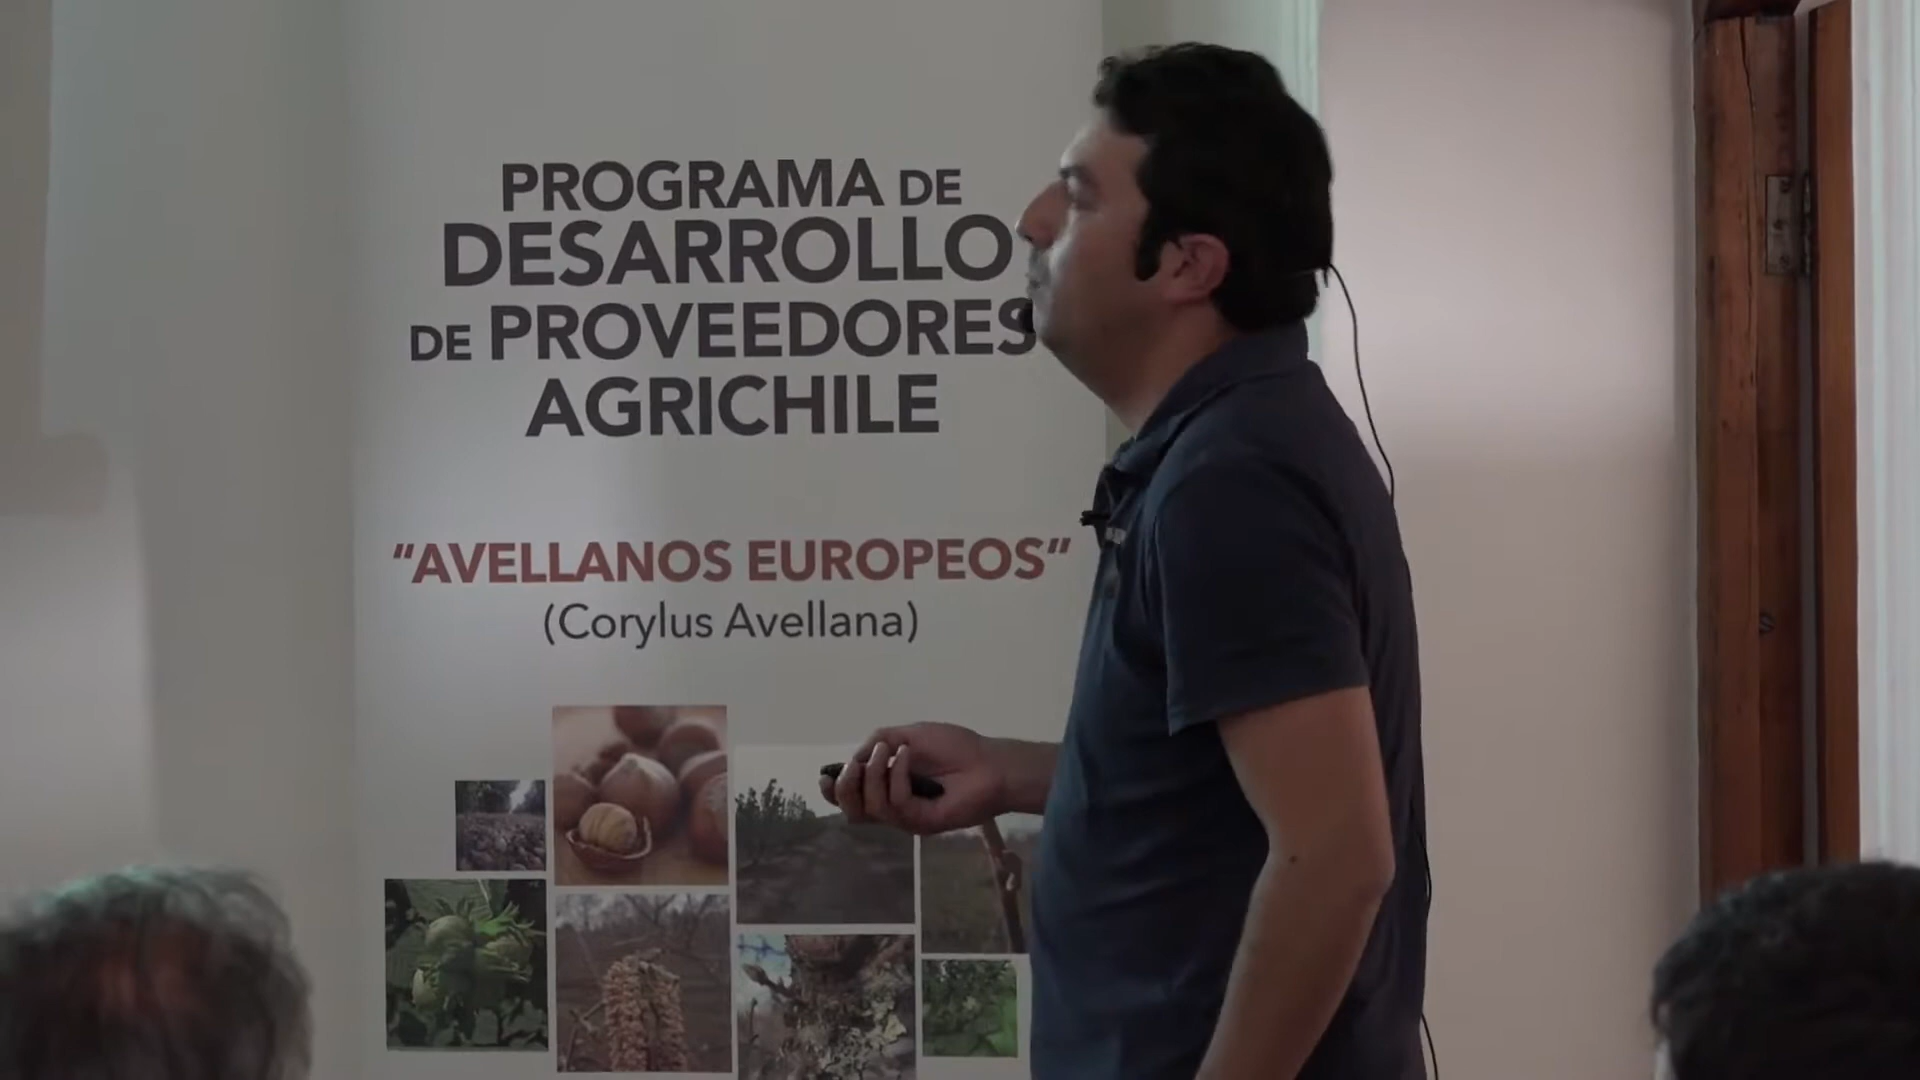 PROGRAMA DE
DESARROLLO
DE PROVEEDORES
AGRICHILE
“AVELLANOS EUROPEOS”
(Corylus Avellana)